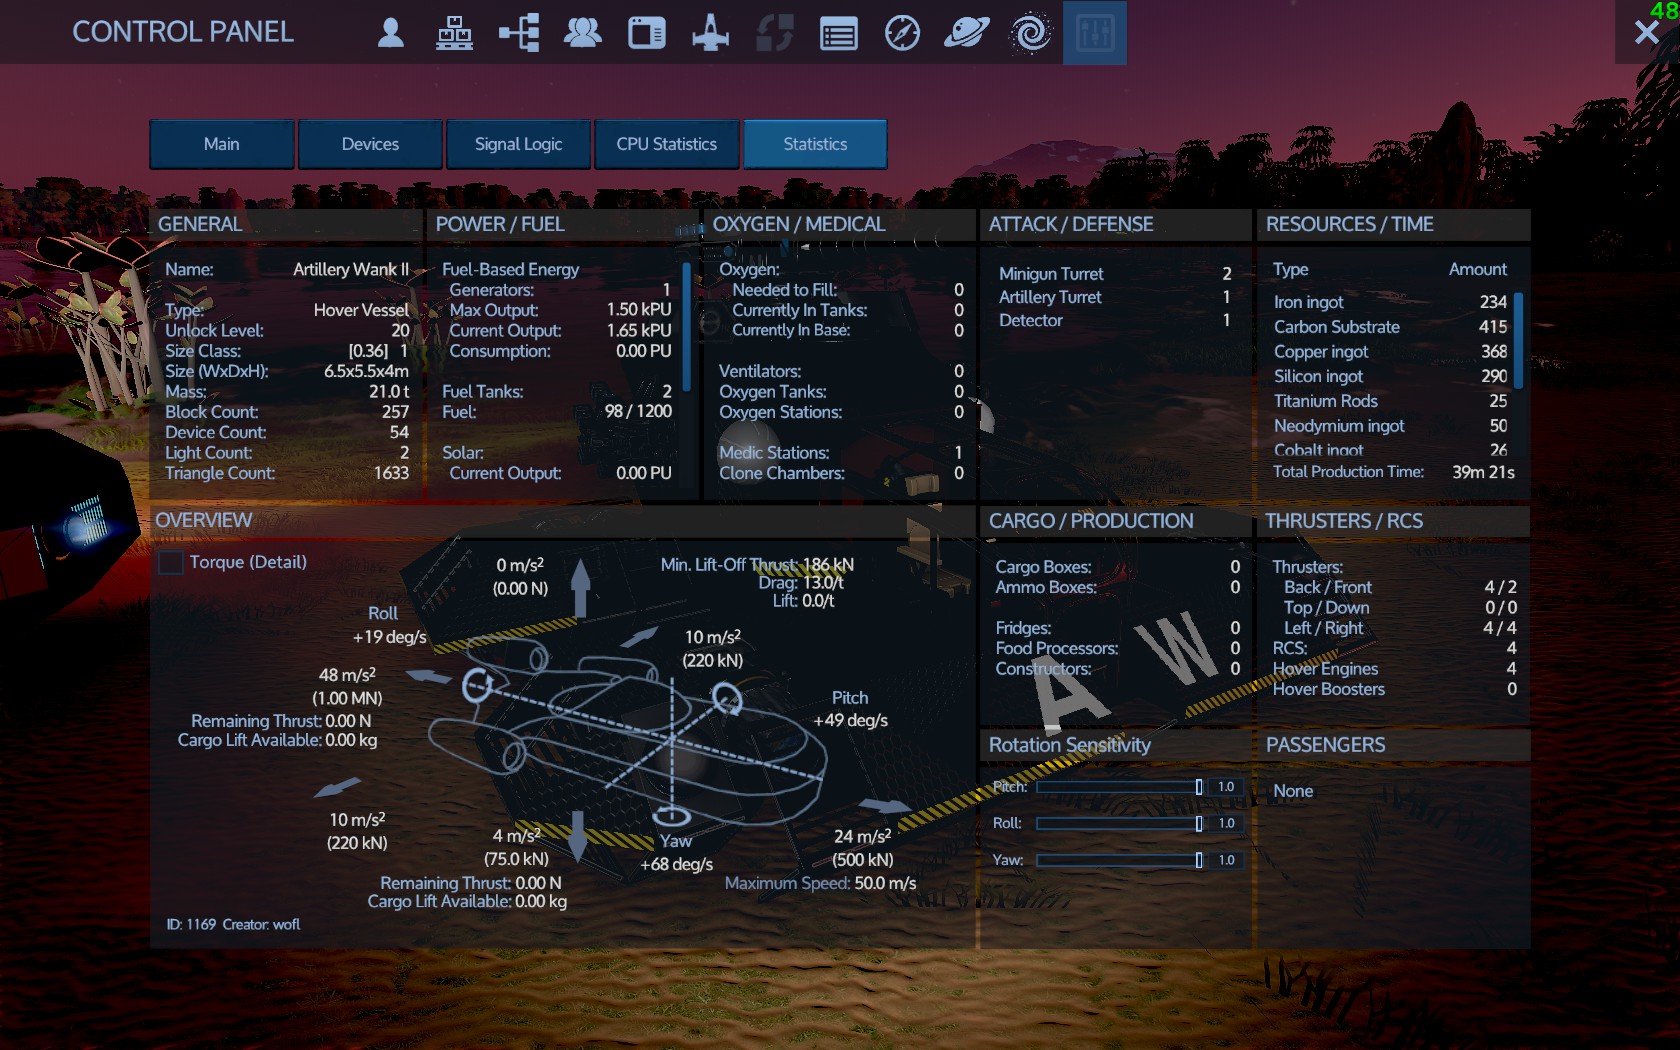 48
CONTROL PANEL
Main
Devices
Signal Logic
CPU Statistics
Statistics
GENERAL
Name: Artillery Wank II
Type: Hover Vessel
Unlock Level: 20
Size Class: [0.36] 1
Size (WxDxH): 6.5x5.5x4m
Mass: 21.0 t
Block Count: 257
Device Count: 54
Light Count: 2
Triangle Count: 1633
POWER / FUEL
Fuel-Based Energy
Generators: 1
Max Output: 1.50 kPU
Current Output: 1.65 kPU
Consumption: 0.00 PU
Fuel Tanks: 2
Fuel: 98 / 1200
Solar:
Current Output: 0.00 PU
OXYGEN / MEDICAL
Oxygen:
Needed to Fill: 0
Currently In Tanks: 0
Currently In Base: 0
Ventilators: 0
Oxygen Tanks: 0
Oxygen Stations: 0
Medic Stations: 1
Clone Chambers: 0
ATTACK / DEFENSE
Minigun Turret 2
Artillery Turret 1
Detector 1
RESOURCES / TIME
Type Amount
Iron ingot 234
Carbon Substrate 415
Copper ingot 368
Silicon ingot 290
Titanium Rods 25
Neodymium ingot 50
Cobalt ingot 26
Total Production Time: 39m 21s
OVERVIEW
Torque (Detail)
0 m/s²
(0.00 N)
Min. Lift-Off Thrust: 186 kN
Drag: 13.0/t
Lift: 0.0/t
Roll
+19 deg/s
10 m/s²
(220 kN)
48 m/s²
(1.00 MN)
Remaining Thrust: 0.00 N
Cargo Lift Available: 0.00 kg
Pitch
+49 deg/s
10 m/s²
(220 kN)
4 m/s²
(75.0 kN)
Remaining Thrust: 0.00 N
Cargo Lift Available: 0.00 kg
Yaw
+68 deg/s
24 m/s²
(500 kN)
Maximum Speed: 50.0 m/s
ID: 1169 Creator: wofl
CARGO / PRODUCTION
Cargo Boxes: 0
Ammo Boxes: 0
Fridges: 0
Food Processors: 0
Constructors: 0
A W
THRUSTERS / RCS
Thrusters:
Back / Front 4 / 2
Top / Down 0 / 0
Left / Right 4 / 4
RCS: 4
Hover Engines 4
Hover Boosters 0
Rotation Sensitivity
Pitch: 1.0
Roll: 1.0
Yaw: 1.0
PASSENGERS
None